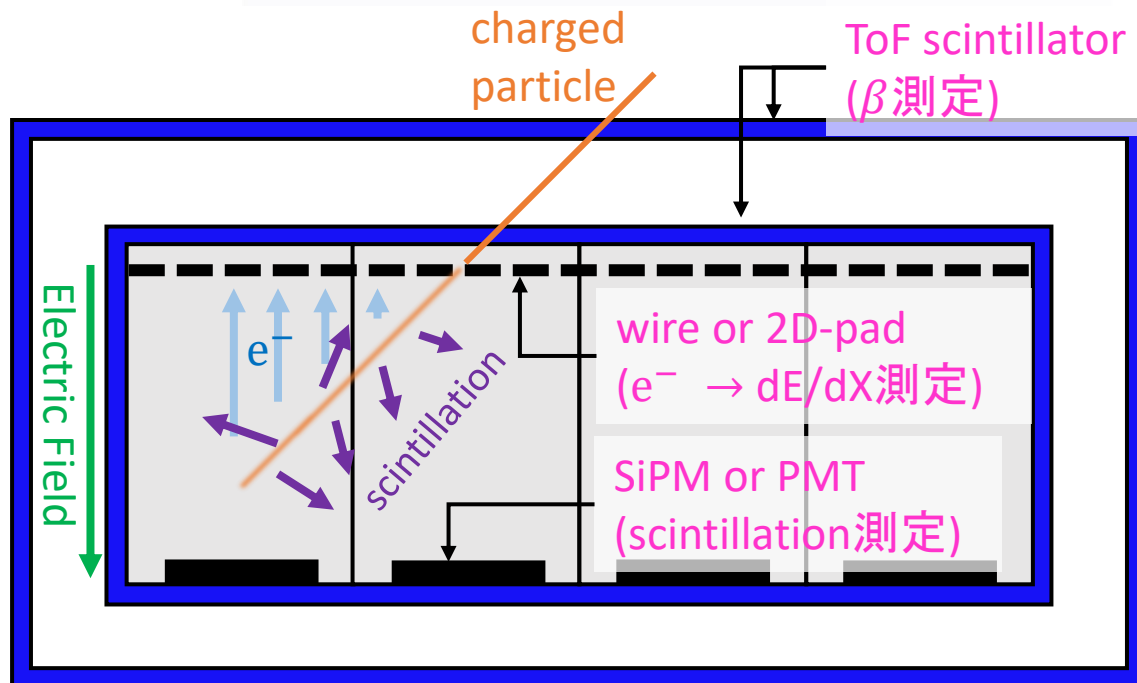 charged
particle
ToF scintillator
(β測定)
Electric Field
e⁻
scintillation
wire or 2D-pad
(e⁻ → dE/dX測定)
SiPM or PMT
(scintillation測定)